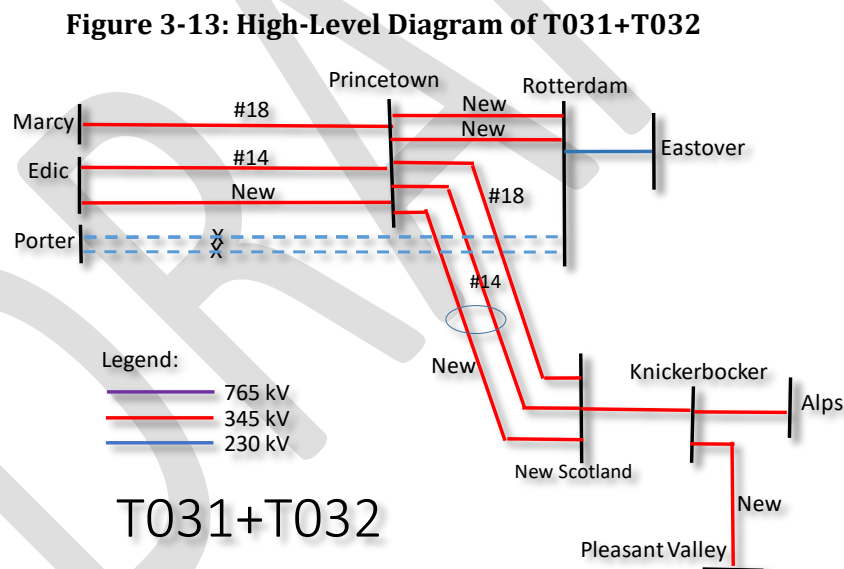 Figure 3-13: High-Level Diagram of T031+T032
Princetown
Rotterdam
#18
New
Marcy
New
Eastover
#14
Edic
New
#18
Porter
X
X
#14
Legend:
New
Knickerbocker
765 kV
Alps
345 kV
230 kV
New Scotland
T031+T032
New
Pleasant Valley
DRAFT